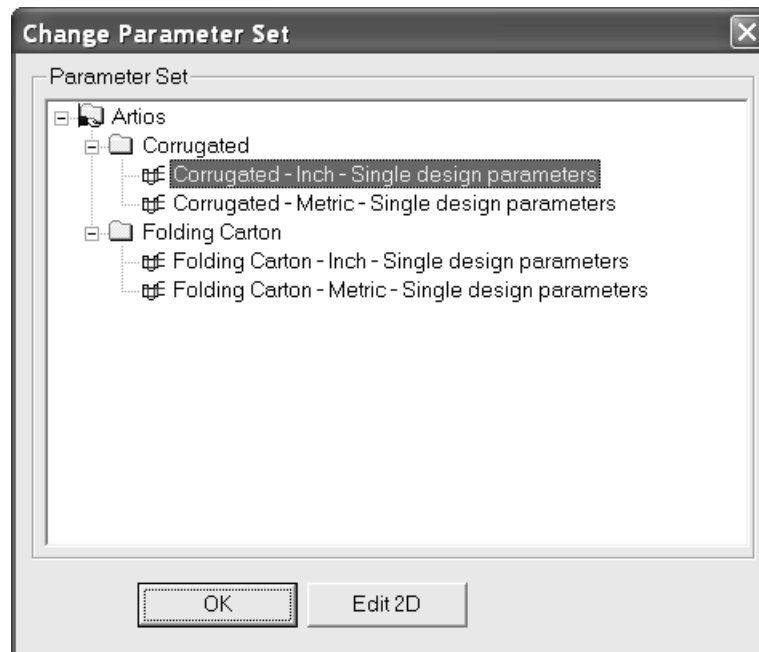 Change Parameter Set
Parameter Set
Artios
Corrugated
Corrugated - Inch - Single design parameters
Corrugated - Metric - Single design parameters
Folding Carton
Folding Carton - Inch - Single design parameters
Folding Carton - Metric - Single design parameters
OK
Edit 2D